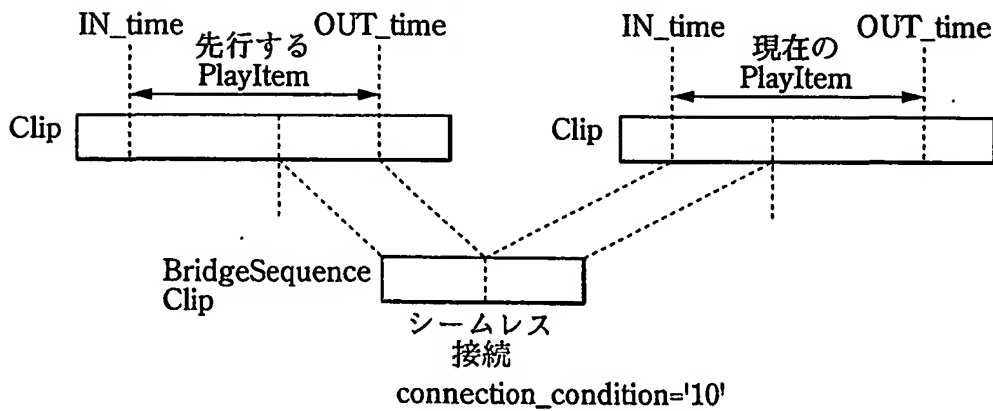 IN_time
先行する
PlayItem
OUT_time
IN_time
現在の
PlayItem
OUT_time
Clip
Clip
BridgeSequence
Clip
シームレス
接続
connection_condition='10'